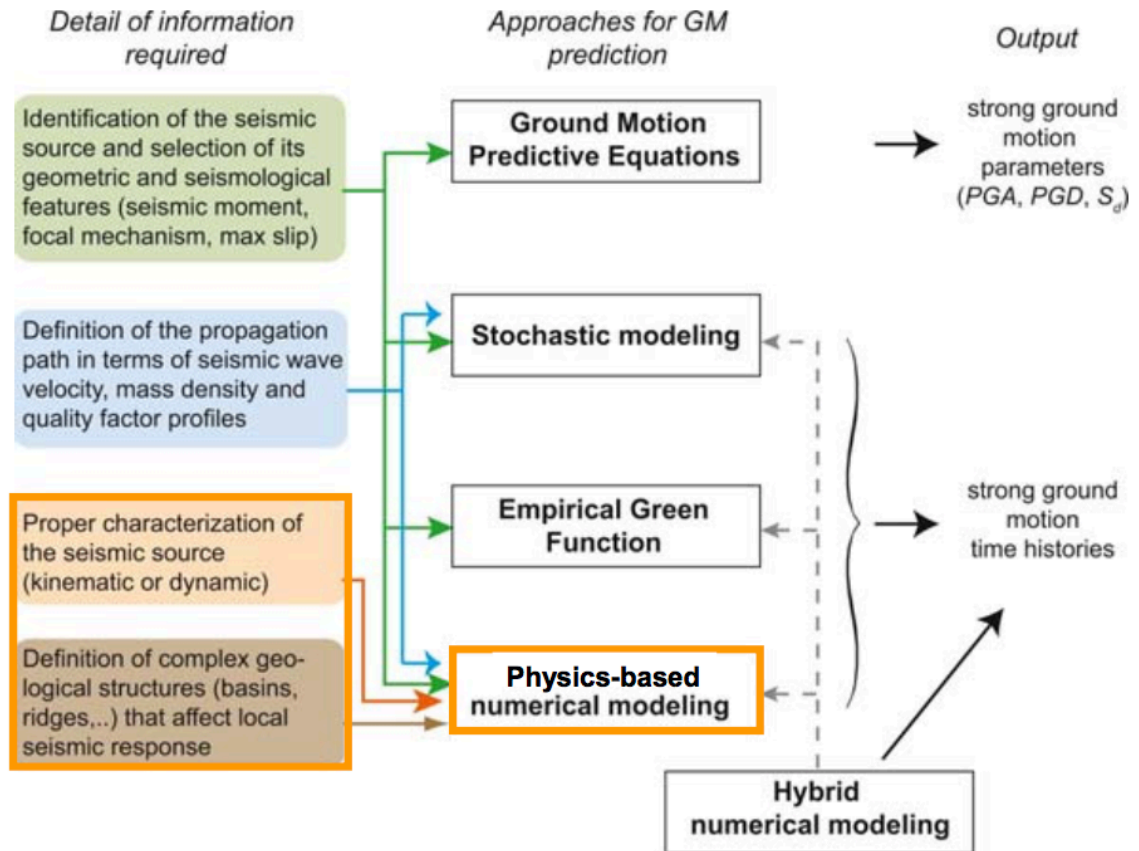 Detail of information
required
Approaches for GM
prediction
Output
Identification of the seismic
source and selection of its
geometric and seismological
features (seismic moment,
focal mechanism, max slip)
Ground Motion
Predictive Equations
strong ground
motion
parameters
(PGA, PGD, S_d)
Definition of the propagation
path in terms of seismic wave
velocity, mass density and
quality factor profiles
Stochastic modeling
Proper characterization of
the seismic source
(kinematic or dynamic)
Empirical Green
Function
strong ground
motion
time histories
Definition of complex geo-
logical structures (basins,
ridges,..) that affect local
seismic response
Physics-based
numerical modeling
Hybrid
numerical modeling